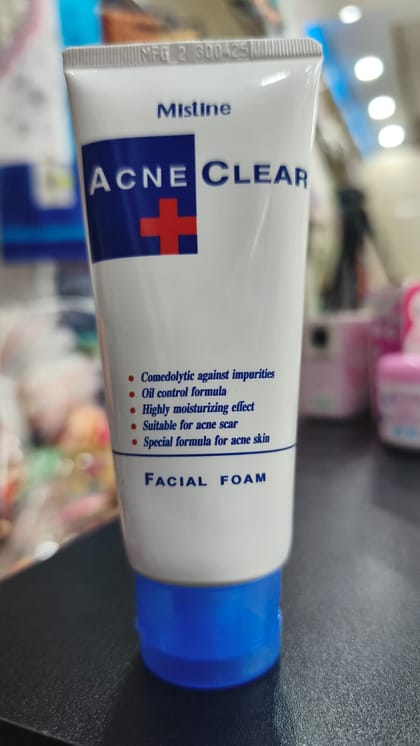 MFG 2 300425
Mistine
ACNE CLEAR
• Comedolytic against impurities
• Oil control formula
• Highly moisturizing effect
• Suitable for acne scar
• Special formula for acne skin
FACIAL FOAM